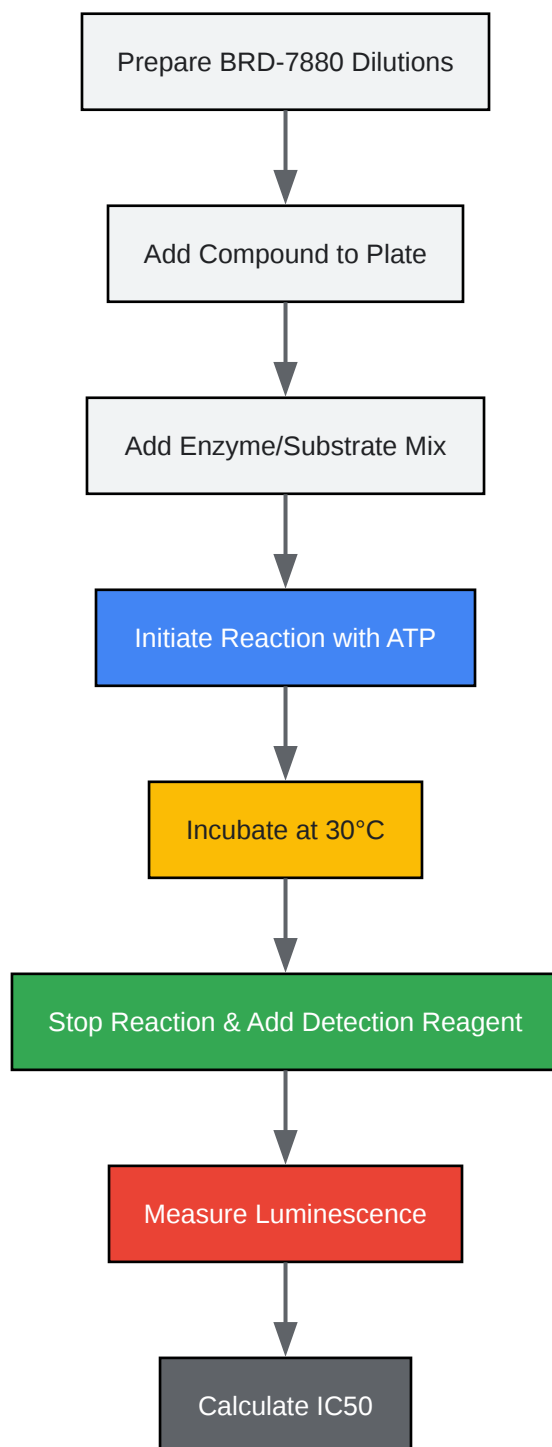 Prepare BRD-7880 Dilutions
Add Compound to Plate
Add Enzyme/Substrate Mix
Initiate Reaction with ATP
Incubate at 30°C
Stop Reaction & Add Detection Reagent
Measure Luminescence
Calculate IC50